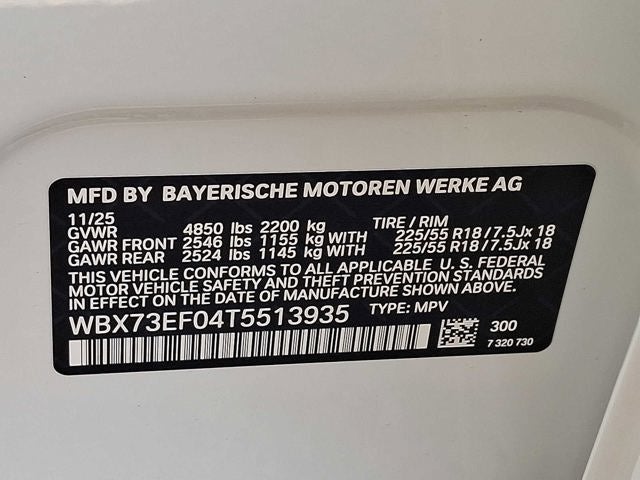 MFD BY BAYERISCHE MOTOREN WERKE AG
11/25
GVWR 4850 lbs 2200 kg TIRE / RIM
GAWR FRONT 2546 lbs 1155 kg WITH 225/55 R18 / 7.5Jx 18
GAWR REAR 2524 lbs 1145 kg WITH 225/55 R18 / 7.5Jx 18
THIS VEHICLE CONFORMS TO ALL APPLICABLE U. S. FEDERAL
MOTOR VEHICLE SAFETY AND THEFT PREVENTION STANDARDS
IN EFFECT ON THE DATE OF MANUFACTURE SHOWN ABOVE.
WBX73EF04T5513935 TYPE: MPV
300
7 320 730